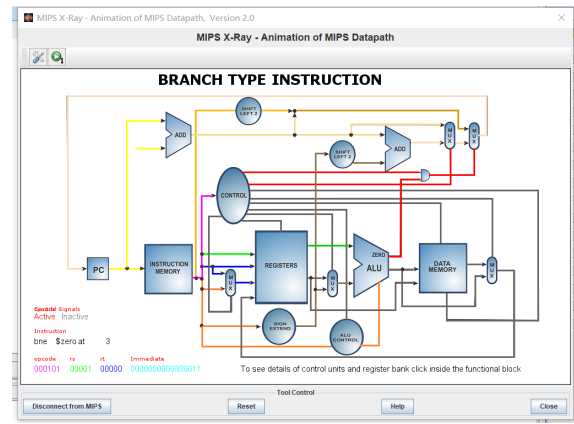 MIPS X-Ray - Animation of MIPS Datapath, Version 2.0
MIPS X-Ray - Animation of MIPS Datapath
BRANCH TYPE INSTRUCTION
SHIFT
LEFT 2
ADD
MUX
MUX
SHIFT
LEFT 2
ADD
CONTROL
PC
INSTRUCTION
MEMORY
MUX
REGISTERS
MUX
ZERO
ALU
DATA
MEMORY
MUX
SIGN
EXTEND
ALU
CONTROL
Signals
Active Inactive
Instruction
bne $zero at 3
opcode rs rt Immediate
000101 00001 00000 0000000000000011
To see details of control units and register bank click inside the functional block
Tool Control
Disconnect from MIPS Reset Help Close